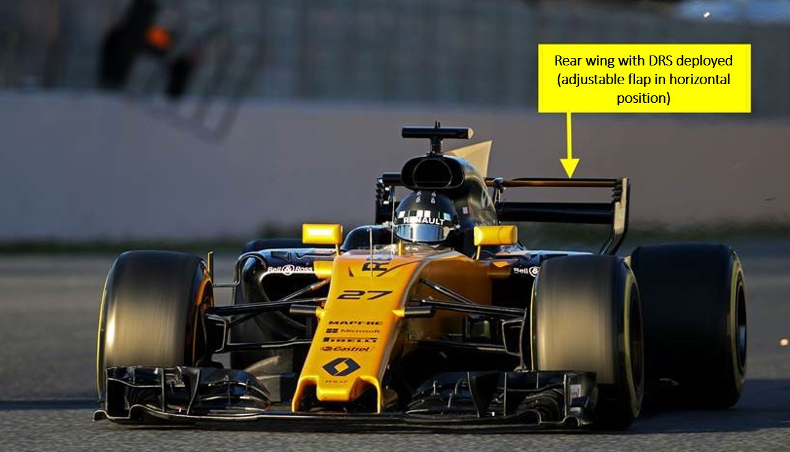 Rear wing with DRS deployed
(adjustable flap in horizontal
position)
RENAULT
Bell & Ross
Bell & Ross
27
MAPFRE
Microsoft
PIRELLI
Castrol